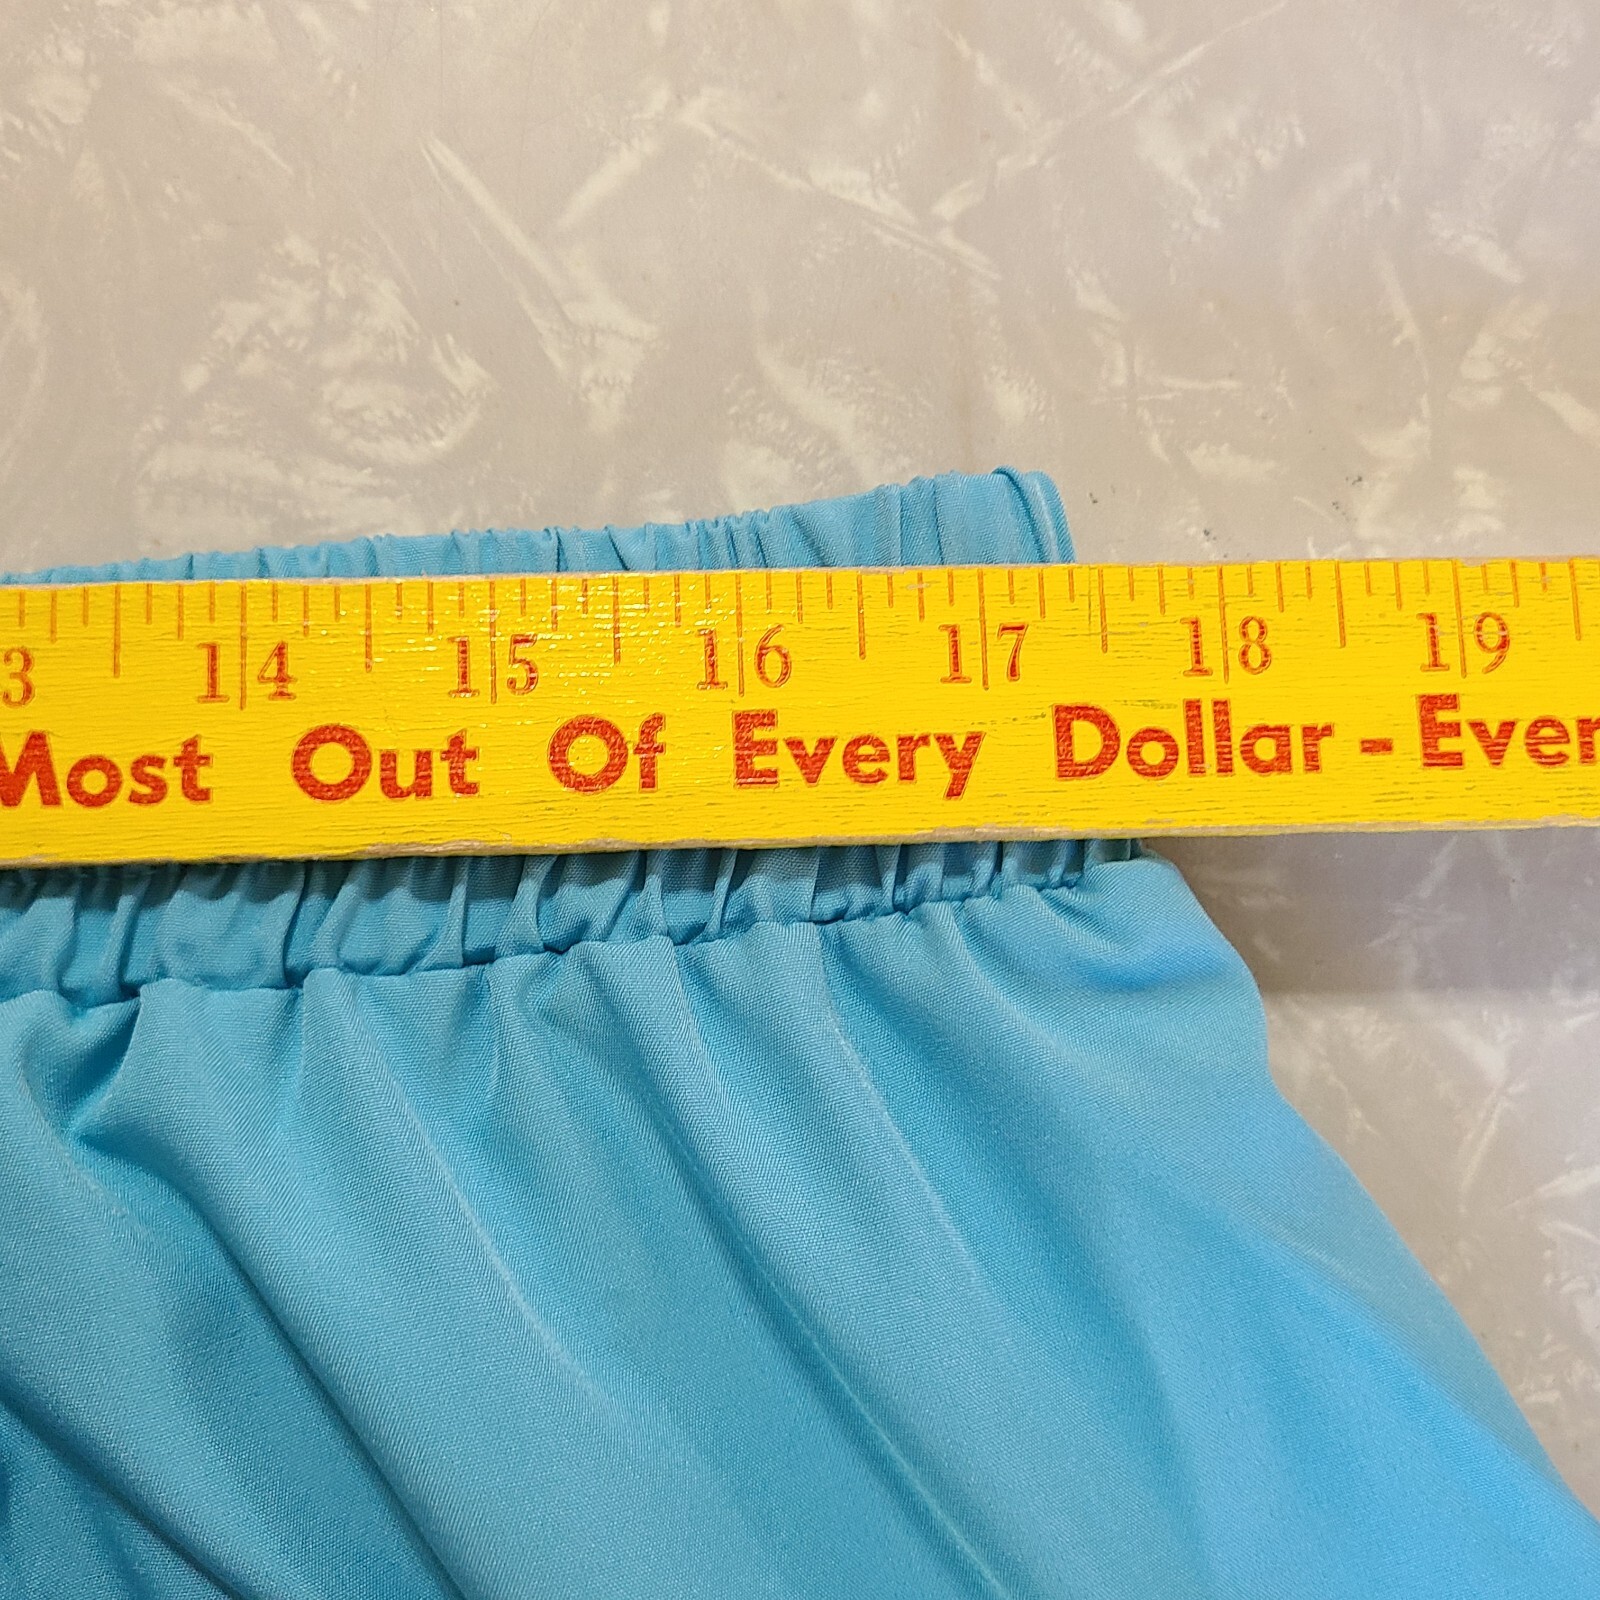 3 14 15 16 17 18 19
Most Out Of Every Dollar - Ever